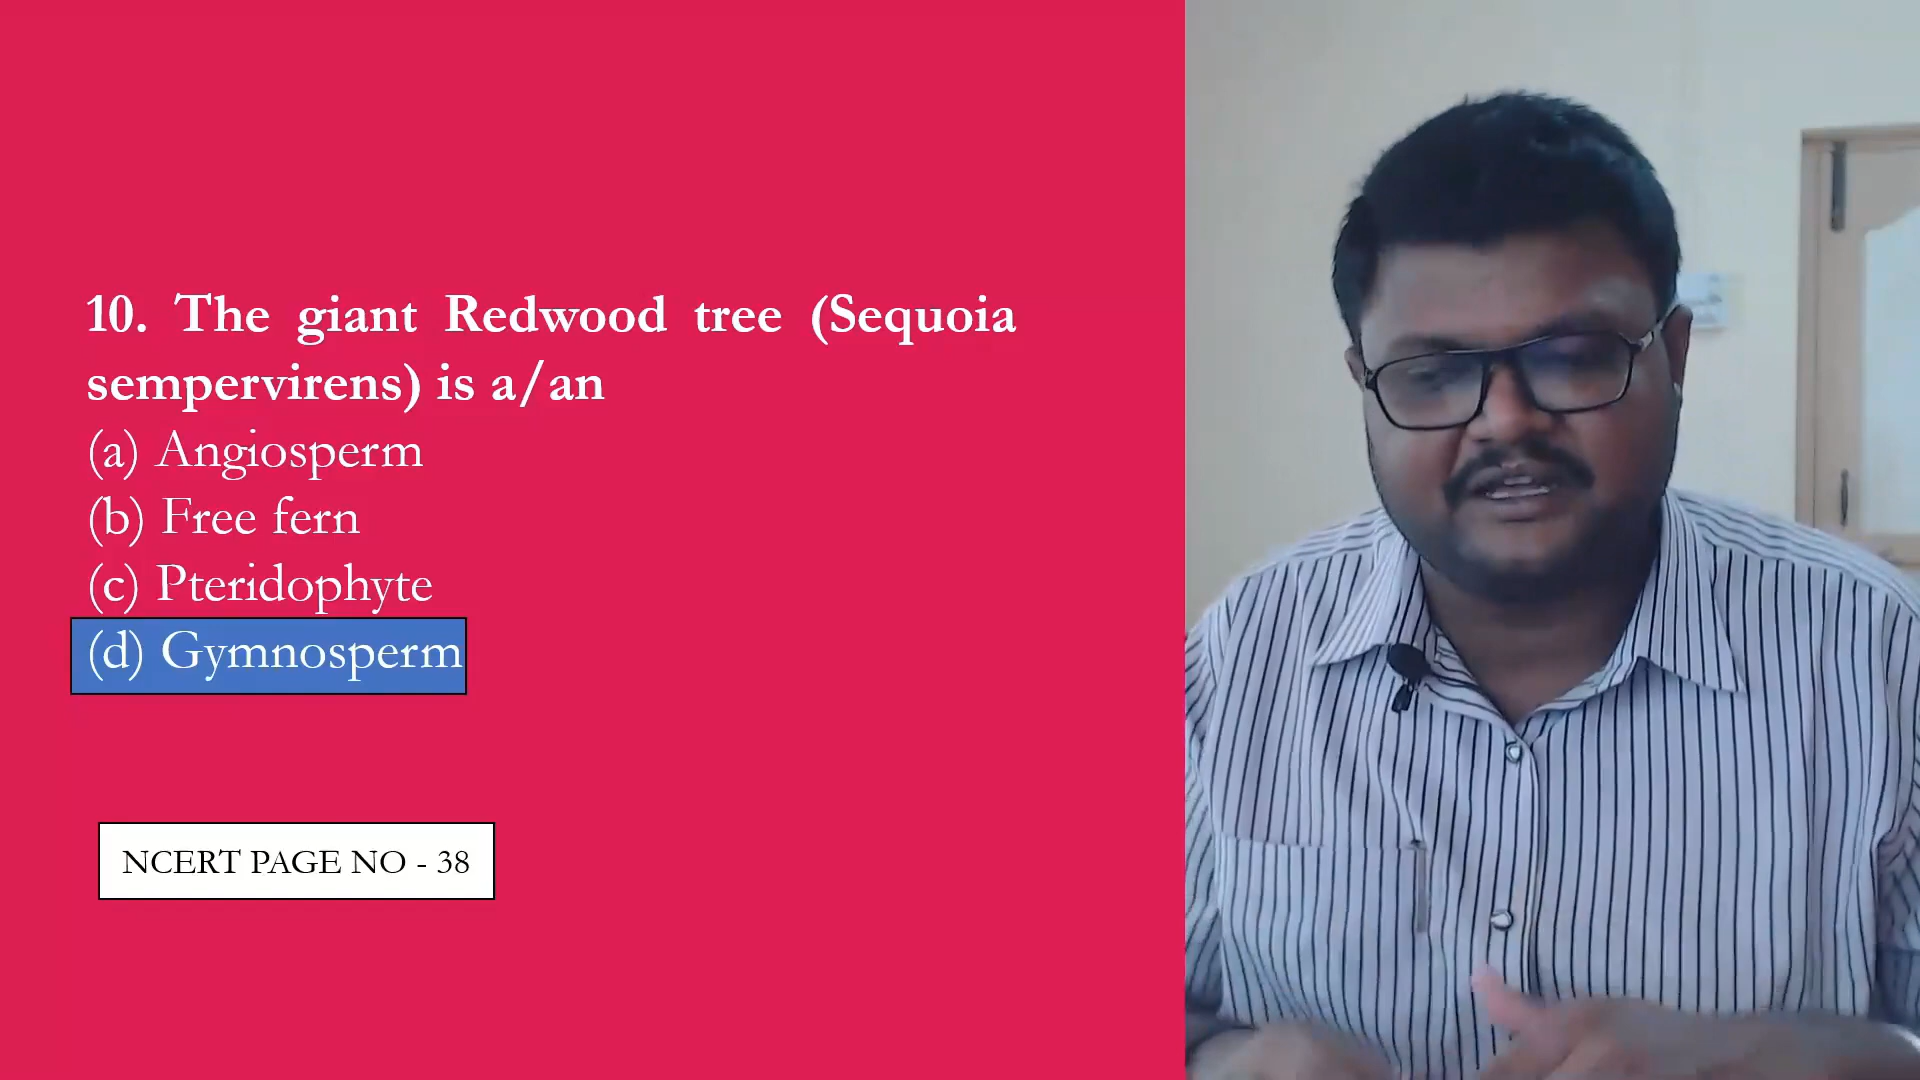 10. The giant Redwood tree (Sequoia
sempervirens) is a/an
(a) Angiosperm
(b) Free fern
(c) Pteridophyte
(d) Gymnosperm
NCERT PAGE NO - 38